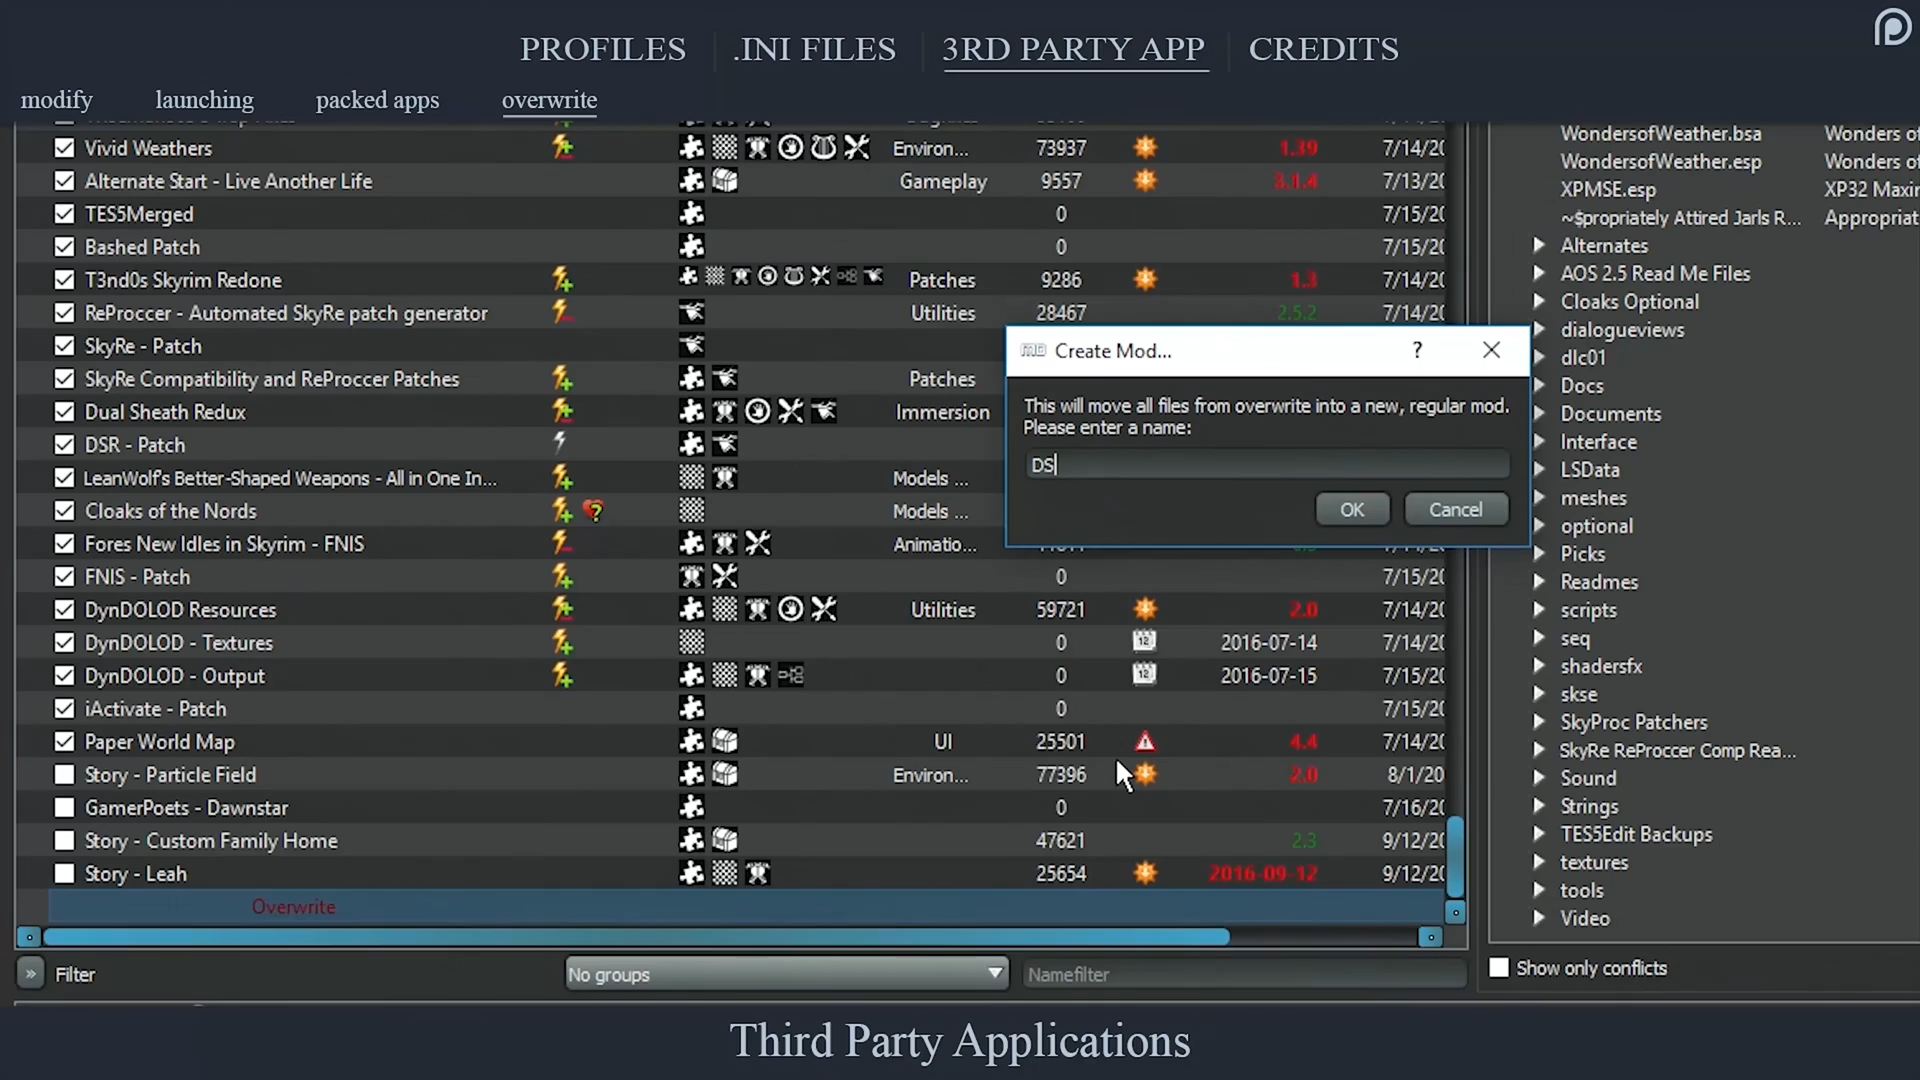 PROFILES .INI FILES 3RD PARTY APP CREDITS
modify launching packed apps overwrite
Vivid Weathers Environ... 73937 1.39 7/14/20
Alternate Start - Live Another Life Gameplay 9557 3.1.4 7/13/20
TES5Merged 0 7/15/20
Bashed Patch 0 7/15/20
T3nd0s Skyrim Redone Patches 9286 1.3 7/14/20
ReProccer - Automated SkyRe patch generator Utilities 28467 2.5.2 7/14/20
SkyRe - Patch
SkyRe Compatibility and ReProccer Patches Patches
Dual Sheath Redux Immersion
DSR - Patch
LeanWolf's Better-Shaped Weapons - All in One In... Models ...
Cloaks of the Nords Models ...
Fores New Idles in Skyrim - FNIS Animatio...
FNIS - Patch 0 7/15/20
DynDOLOD Resources Utilities 59721 2.0 7/14/20
DynDOLOD - Textures 0 2016-07-14 7/14/20
DynDOLOD - Output 0 2016-07-15 7/15/20
iActivate - Patch 0 7/15/20
Paper World Map UI 25501 4.4 7/14/20
Story - Particle Field Environ... 77396 2.0 8/1/20
GamerPoets - Dawnstar 0 7/16/20
Story - Custom Family Home 47621 2.3 9/12/20
Story - Leah 25654 2016-09-12 9/12/20
Overwrite
Filter No groups Namefilter
Create Mod... ?
This will move all files from overwrite into a new, regular mod.
Please enter a name:
DS
OK Cancel
WondersofWeather.bsa Wonders of
WondersofWeather.esp Wonders of
XPMSE.esp XP32 Maxir
~$propriately Attired Jarls R... Appropriat
Alternates
AOS 2.5 Read Me Files
Cloaks Optional
dialogueviews
dlc01
Docs
Documents
Interface
LSData
meshes
optional
Picks
Readmes
scripts
seq
shadersfx
skse
SkyProc Patchers
SkyRe ReProccer Comp Rea...
Sound
Strings
TES5Edit Backups
textures
tools
Video
Show only conflicts
Third Party Applications